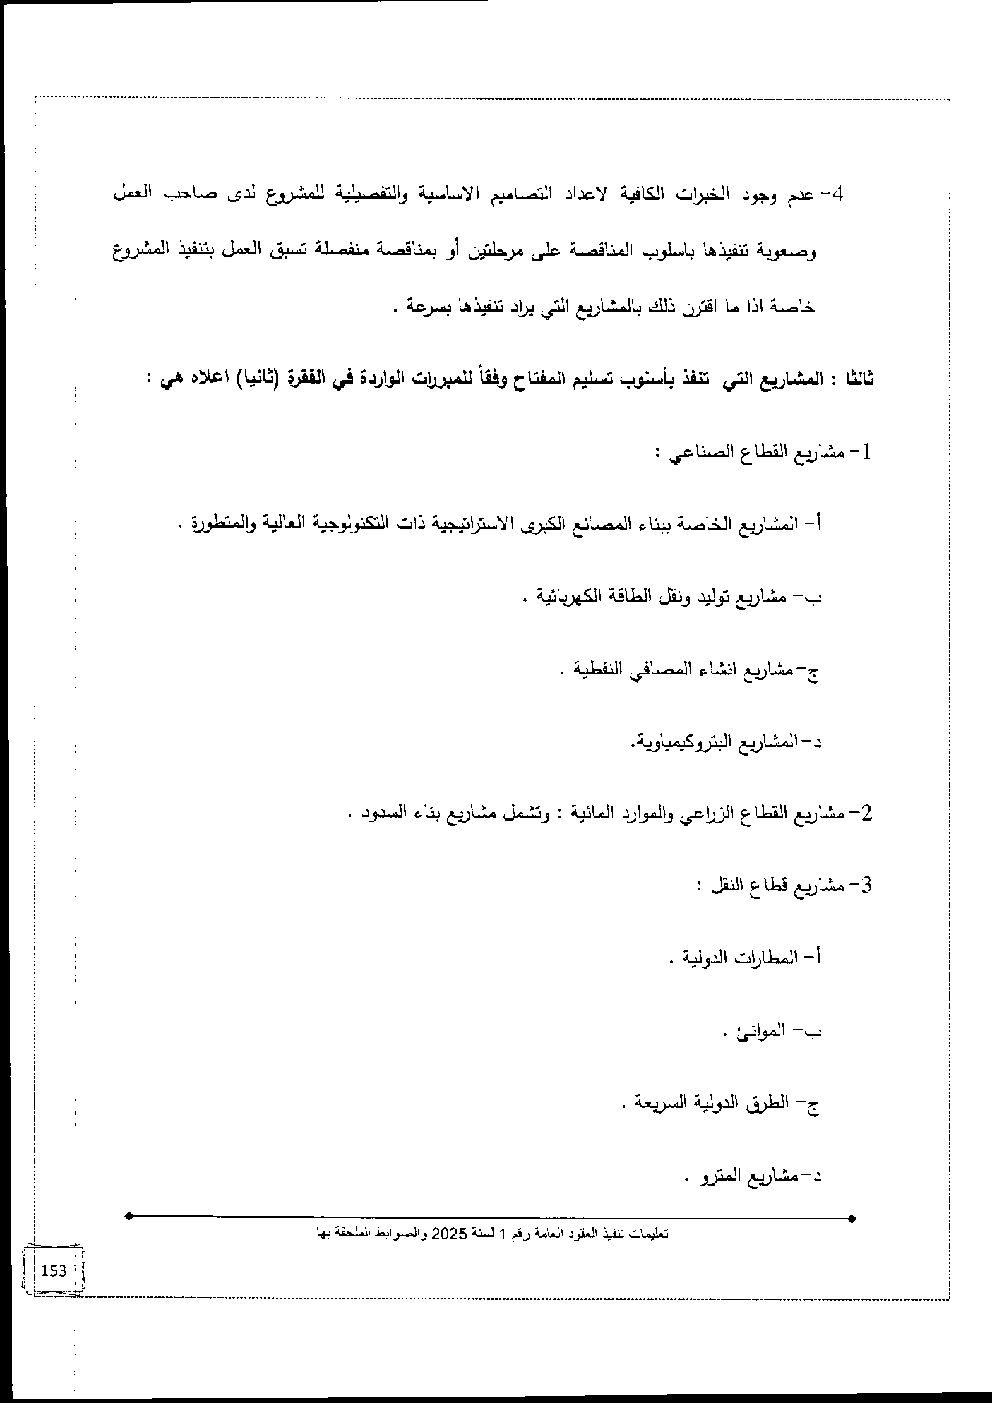 4- عدم وجود الخبرات الكافية لاعداد التصاميم الاساسية والتفصيلية للمشروع لدى صاحب العمل
وصعوبة تنفيذها باسلوب المناقصة على مرحلتين أو بمناقصة منفصلة تسبق العمل بتنفيذ المشروع
خاصة اذا ما اقترن ذلك بالمشاريع التي يراد تنفيذها بسرعة .
ثالثا : المشاريع التي تنفذ بأسلوب تسليم المفتاح وفقاً للمبررات الواردة في الفقرة (ثانيا) اعلاه هي :
1- مشاريع القطاع الصناعي :
أ- المشاريع الخاصة ببناء المصانع الكبرى الاستراتيجية ذات التكنولوجية العالية والمتطورة .
ب- مشاريع توليد ونقل الطاقة الكهربائية .
ج- مشاريع انشاء المصافي النفطية .
د- المشاريع البتروكيمياوية.
2- مشاريع القطاع الزراعي والموارد المائية : وتشمل مشاريع بناء السدود .
3- مشاريع قطاع النقل :
أ- المطارات الدولية .
ب- الموانئ .
ج- الطرق الدولية السريعة .
د- مشاريع المترو .
تعليمات تنفيذ العقود العامة رقم 1 لسنة 2025 والضوابط الملحقة بها
153